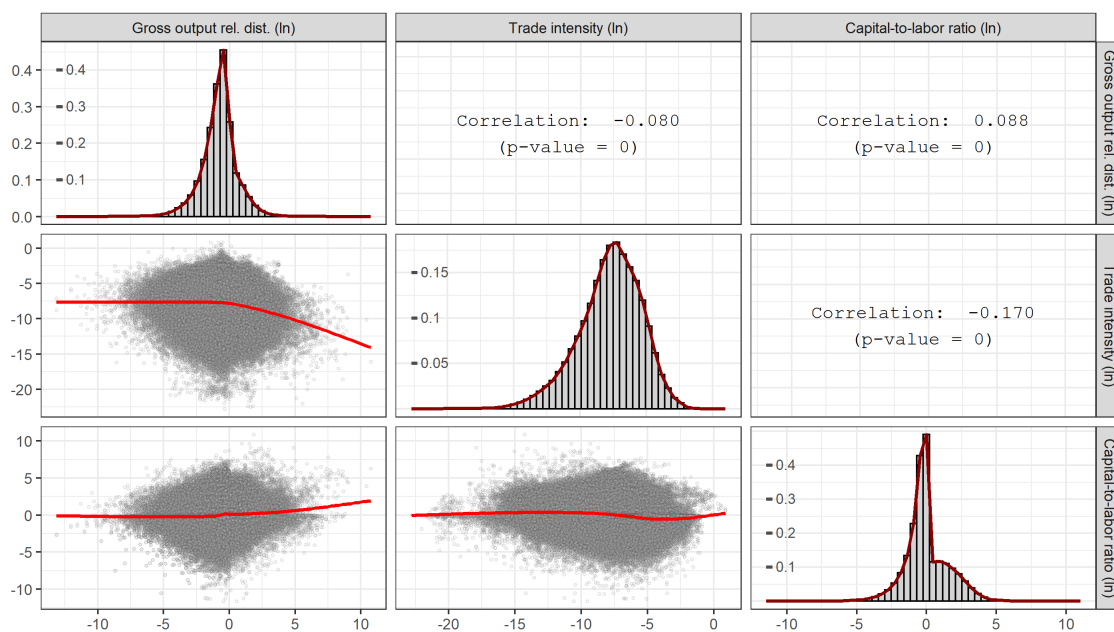 Gross output rel. dist. (ln)
Trade intensity (ln)
Capital-to-labor ratio (ln)
0.4
0.3
0.2
0.1
0.0
0.4
0.3
0.2
0.1
Correlation: -0.080
(p-value = 0)
Correlation: 0.088
(p-value = 0)
Gross output rel. dist. (ln)
0
-5
-10
-15
-20
0.15
0.1
0.05
Correlation: -0.170
(p-value = 0)
Trade intensity (ln)
10
5
0
-5
-10
0.4
0.3
0.2
0.1
Capital-to-labor ratio (ln)
-10 -5 0 5 10
-20 -15 -10 -5 0
-10 -5 0 5 10